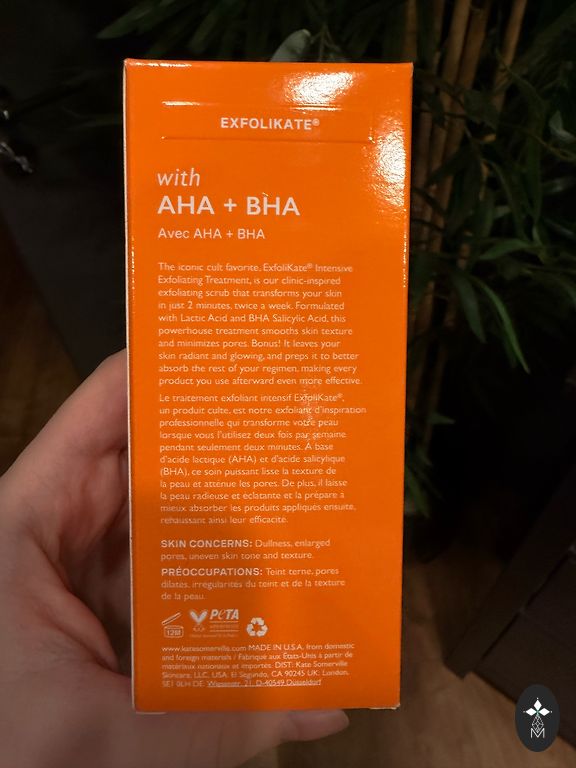 EXFOLIKATE®
with
AHA + BHA
Avec AHA + BHA
The iconic cult favorite, ExfoliKate® Intensive
Exfoliating Treatment, is our clinic-inspired
exfoliating scrub that transforms your skin
in just 2 minutes, twice a week. Formulated
with Lactic Acid and BHA Salicylic Acid, this
powerhouse treatment smooths skin texture
and minimizes pores. Bonus! It leaves your
skin radiant and glowing, and preps it to better
absorb the rest of your regimen, making every
product you use afterward even more effective.
Le traitement exfoliant intensif ExfoliKate®,
un produit culte, est notre exfoliant d'inspiration
professionnelle qui transforme votre peau
lorsque vous l'utilisez deux fois par semaine
pendant seulement deux minutes. À base
d'acide lactique (AHA) et d'acide salicylique
(BHA), ce soin puissant lisse la texture de
la peau et atténue les pores. De plus, il laisse
la peau radieuse et éclatante et la prépare à
mieux absorber les produits appliqués ensuite,
rehaussant ainsi leur efficacité.
SKIN CONCERNS: Dullness, enlarged
pores, uneven skin tone and texture.
PRÉOCCUPATIONS: Teint terne, pores
dilatés, irrégularités du teint et de la texture
de la peau.
12M
PETA
www.katesomerville.com MADE IN U.S.A. from domestic
and foreign materials / Fabriqué aux États-Unis à partir de
matériaux nationaux et importés. DIST: Kate Somerville
Skincare, LLC, USA, El Segundo, CA 90245 UK: London,
SE1 0LH DE: Wiesenstr. 21, D-40549 Düsseldorf
M